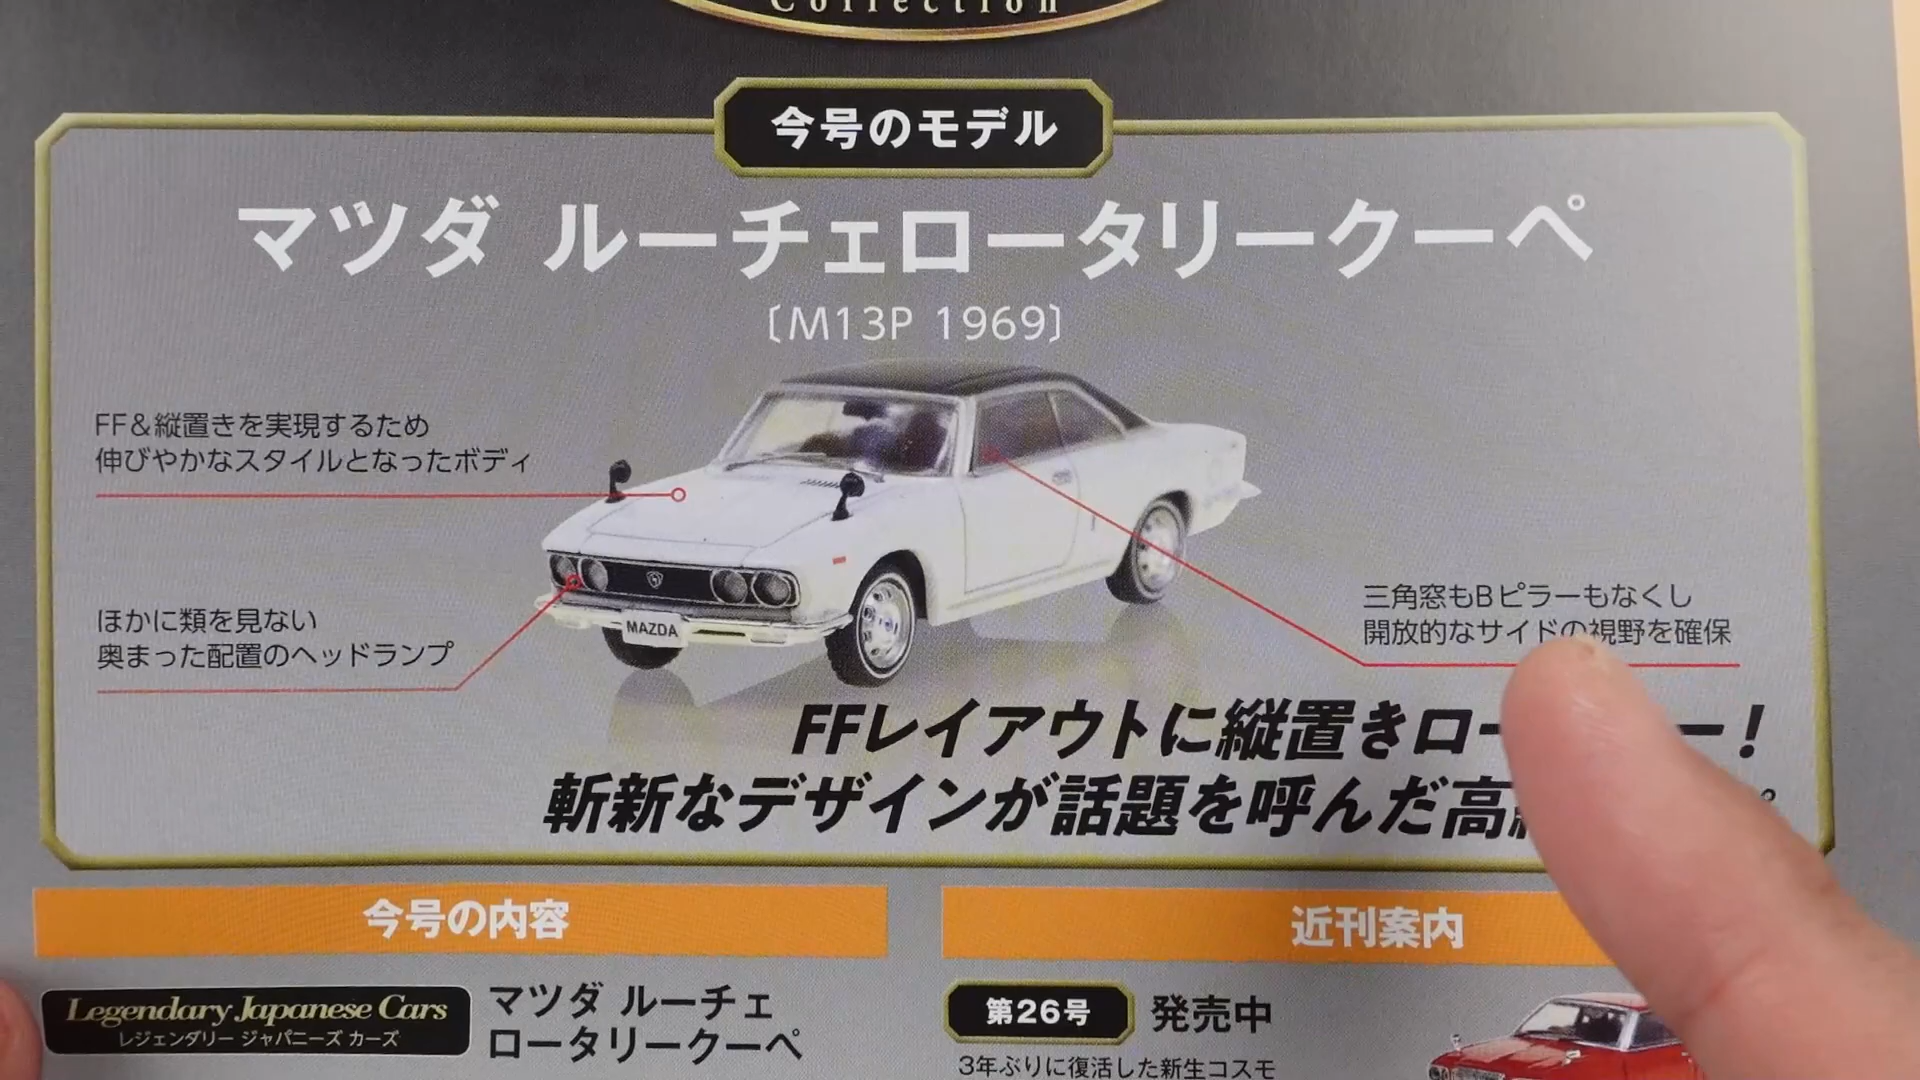 Collection
今号のモデル
マツダ ルーチェロータリークーペ
〔M13P 1969〕
FF＆縦置きを実現するため
伸びやかなスタイルとなったボディ
ほかに類を見ない
奥まった配置のヘッドランプ
MAZDA
三角窓もBピラーもなくし
開放的なサイドの視野を確保
FFレイアウトに縦置きロー ー！
斬新なデザインが話題を呼んだ高
今号の内容
Legendary Japanese Cars
レジェンダリー ジャパニーズ カーズ
マツダ ルーチェ
ロータリークーペ
近刊案内
第26号 発売中
3年ぶりに復活した新生コスモ